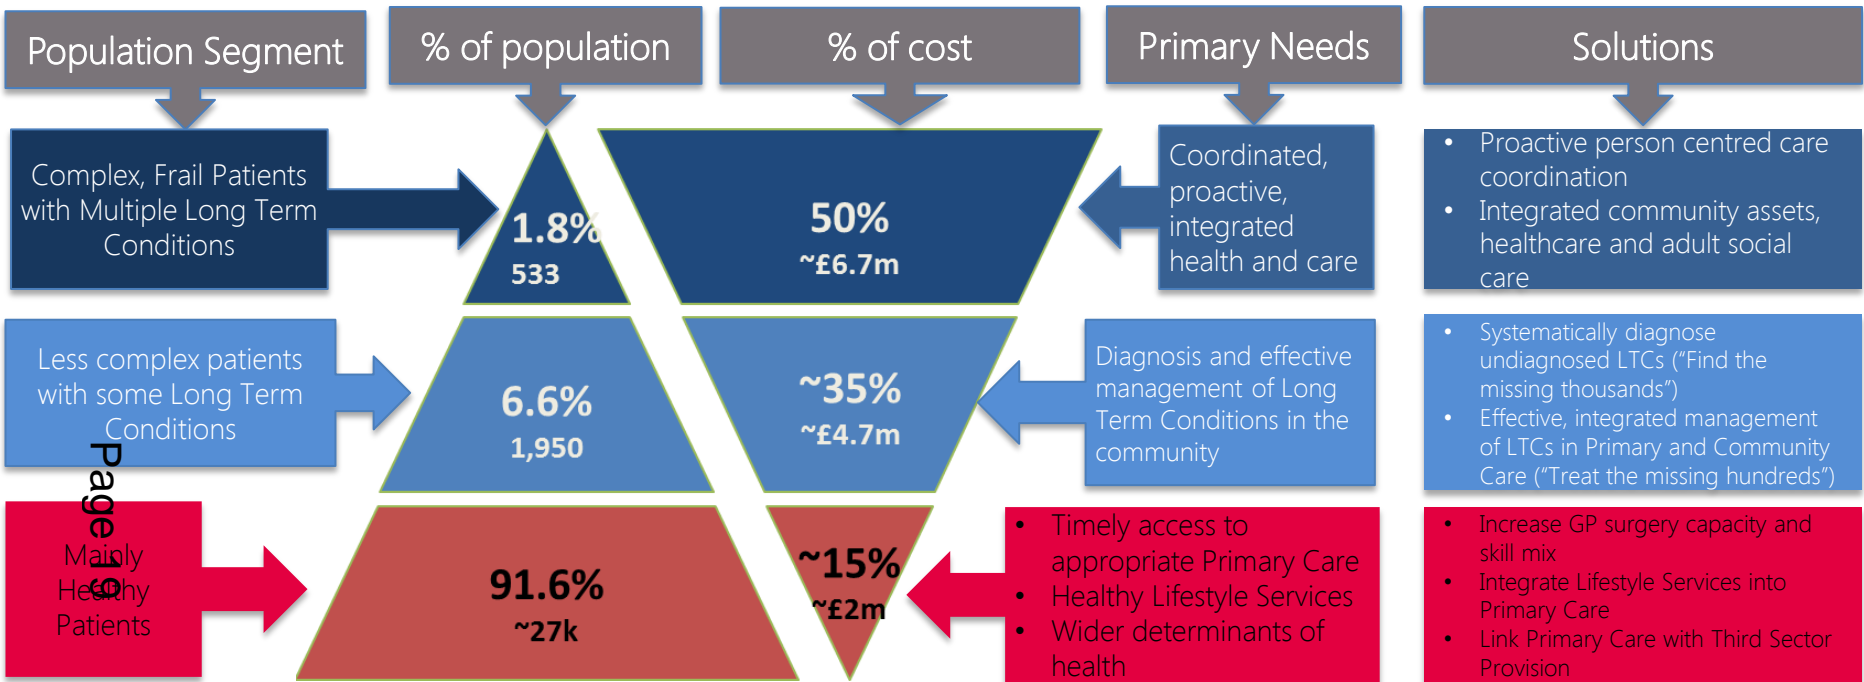 Population Segment
% of population
% of cost
Primary Needs
Solutions
Complex, Frail Patients
with Multiple Long Term
Conditions
1.8%
533
50%
~£6.7m
Coordinated,
proactive,
integrated
health and care
• Proactive person centred care
coordination
• Integrated community assets,
healthcare and adult social
care
Less complex patients
with some Long Term
Conditions
6.6%
1,950
~35%
~£4.7m
Diagnosis and effective
management of Long
Term Conditions in the
community
• Systematically diagnose
undiagnosed LTCs (“Find the
missing thousands”)
• Effective, integrated management
of LTCs in Primary and Community
Care (“Treat the missing hundreds”)
Page 19
Mainly
Healthy
Patients
91.6%
~27k
~15%
~£2m
• Timely access to
appropriate Primary Care
• Healthy Lifestyle Services
• Wider determinants of
health
• Increase GP surgery capacity and
skill mix
• Integrate Lifestyle Services into
Primary Care
• Link Primary Care with Third Sector
Provision